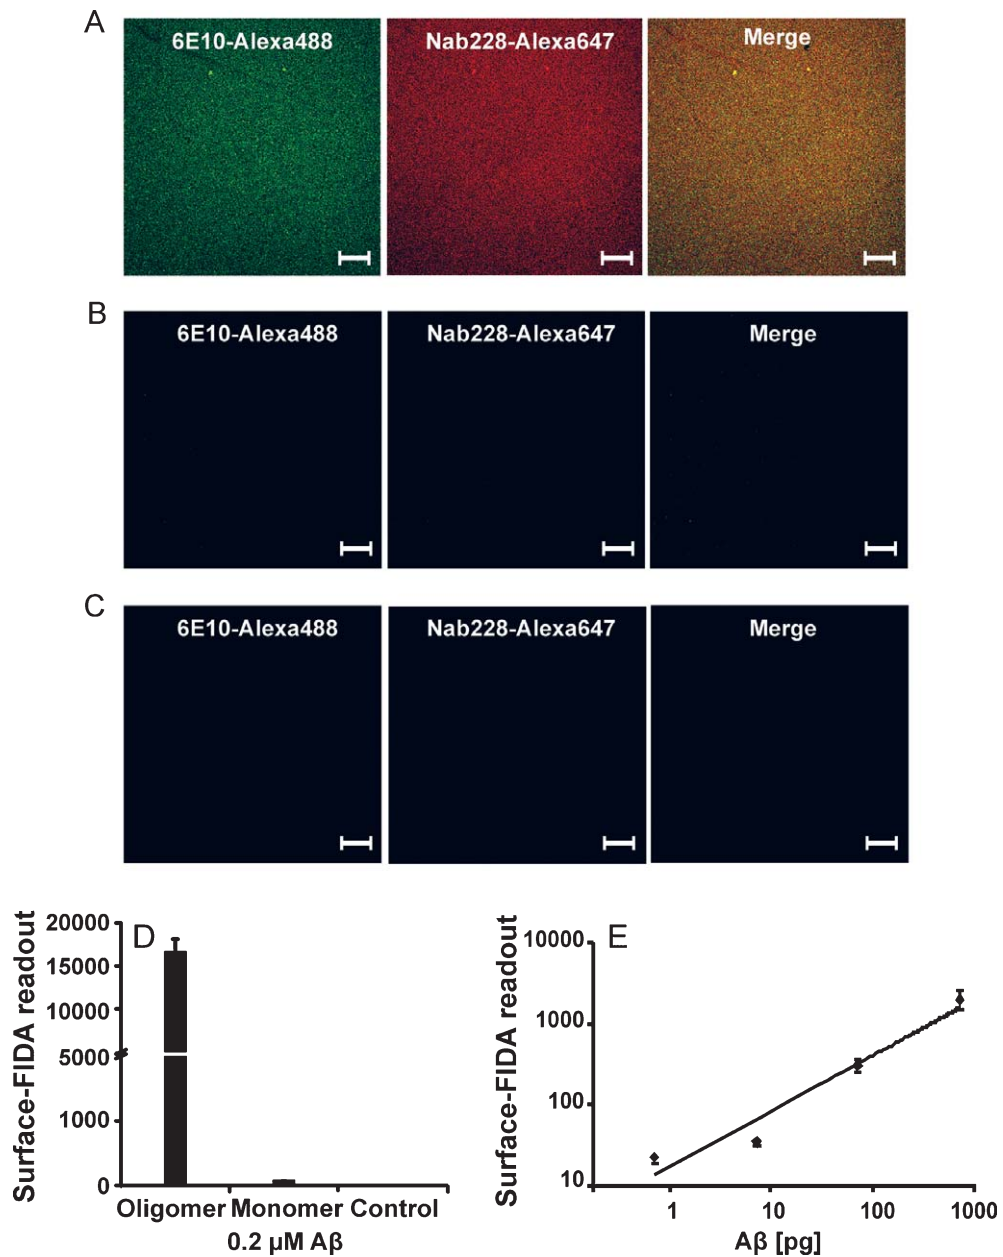 A
6E10-Alexa488
Nab228-Alexa647
Merge
B
6E10-Alexa488
Nab228-Alexa647
Merge
C
6E10-Alexa488
Nab228-Alexa647
Merge
D
Surface-FIDA readout
20000
15000
10000
5000
1000
0
Oligomer Monomer Control
0.2 μM Aβ
E
Surface-FIDA readout
10000
1000
100
10
1 10 100 1000
Aβ [pg]